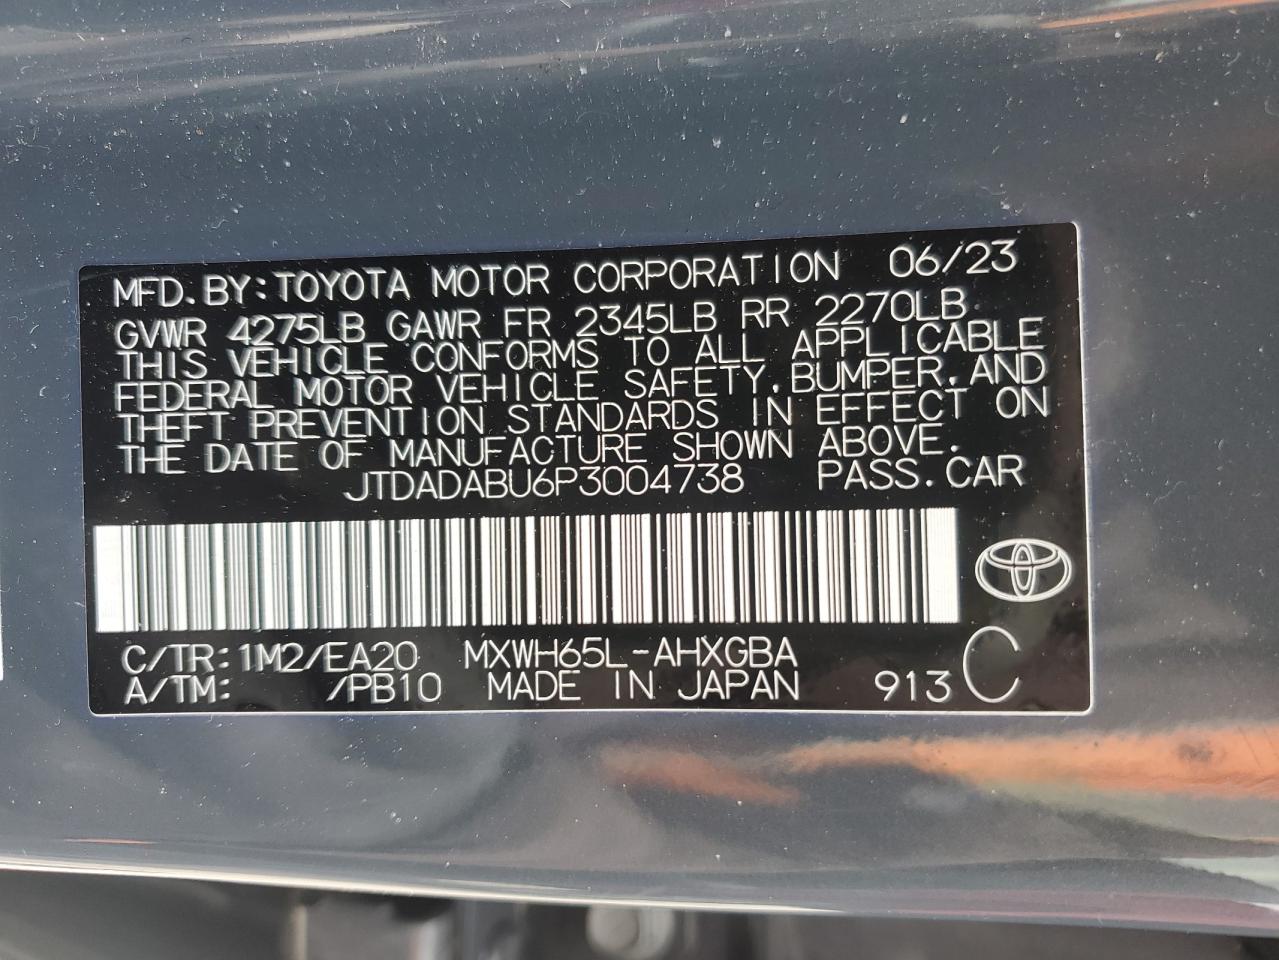 MFD.BY:TOYOTA MOTOR CORPORATION 06/23
GVWR 4275LB GAWR FR 2345LB RR 2270LB
THIS VEHICLE CONFORMS TO ALL APPLICABLE
FEDERAL MOTOR VEHICLE SAFETY,BUMPER,AND
THEFT PREVENTION STANDARDS IN EFFECT ON
THE DATE OF MANUFACTURE SHOWN ABOVE.
JTDADABU6P3004738 PASS.CAR
C/TR:1M2/EA20 MXWH65L-AHXGBA
A/TM: /PB10 MADE IN JAPAN 913 C